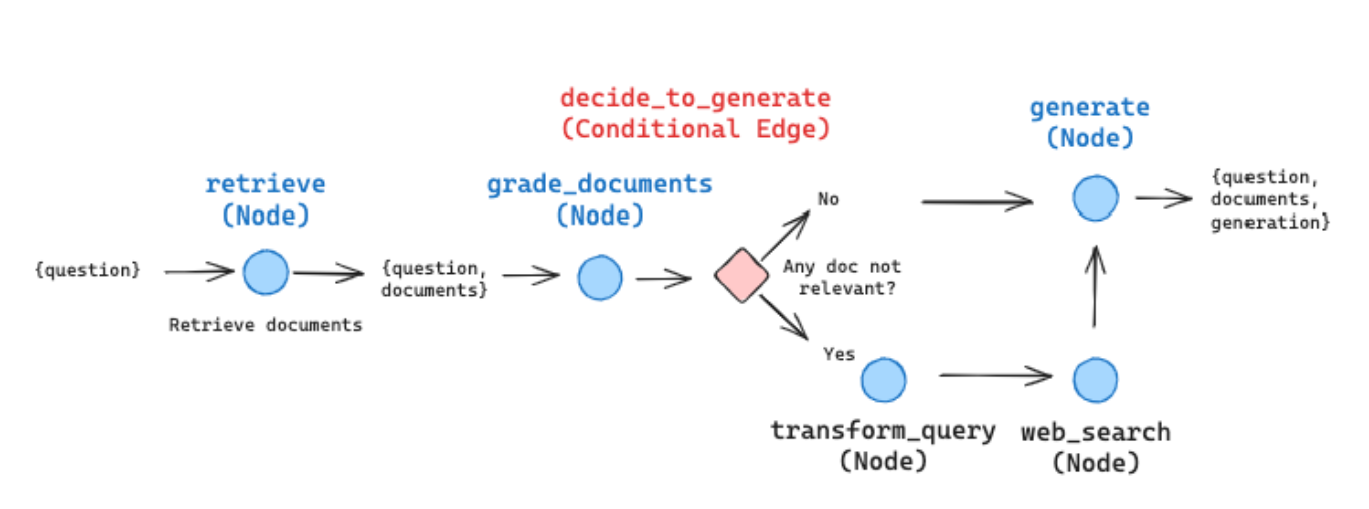 decide_to_generate
(Conditional Edge)
generate
(Node)
retrieve
(Node)
grade_documents
(Node)
No
{question,
documents,
generation}
{question}
{question,
documents}
Any doc not
relevant?
Retrieve documents
Yes
transform_query
(Node)
web_search
(Node)